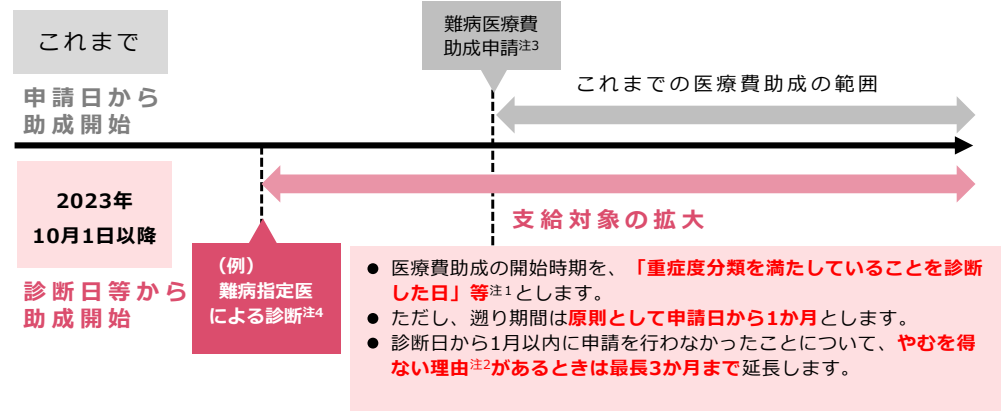 これまで
申請日から
助成開始
難病医療費
助成申請注3
これまでの医療費助成の範囲
2023年
10月1日以降
診断日等から
助成開始
（例）
難病指定医
による診断注4
支給対象の拡大
● 医療費助成の開始時期を、「重症度分類を満たしていることを診断
した日」等注1とします。
● ただし、遡り期間は原則として申請日から1か月とします。
● 診断日から1月以内に申請を行わなかったことについて、やむを得
ない理由注2があるときは最長3か月まで延長します。